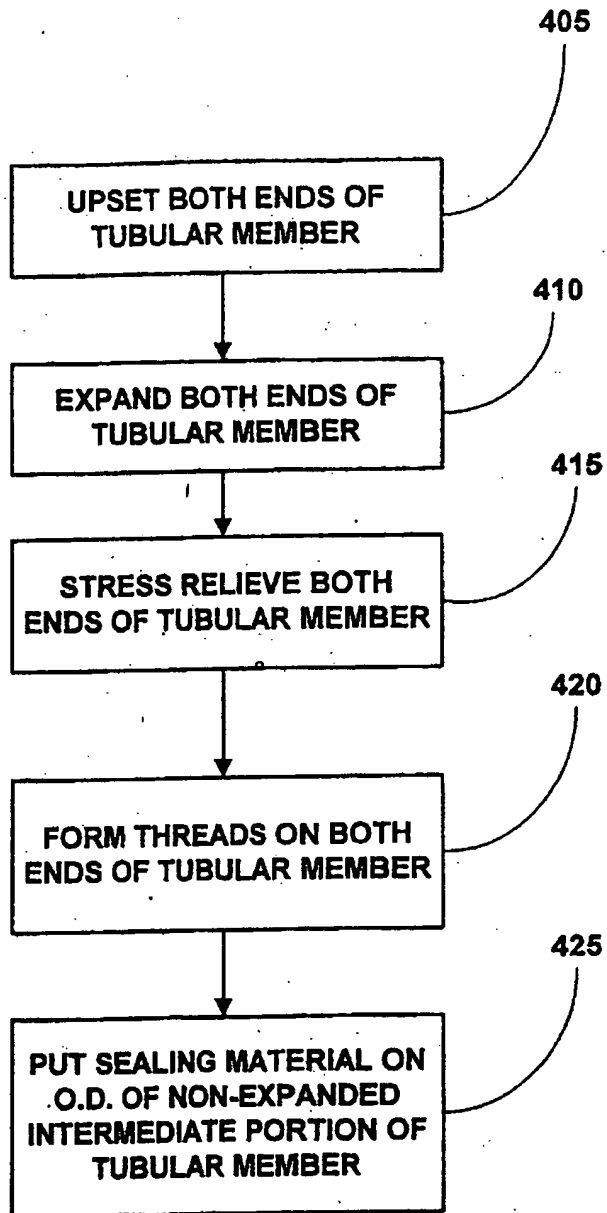 405
UPSET BOTH ENDS OF
TUBULAR MEMBER
410
EXPAND BOTH ENDS OF
TUBULAR MEMBER
415
STRESS RELIEVE BOTH
ENDS OF TUBULAR MEMBER
420
FORM THREADS ON BOTH
ENDS OF TUBULAR MEMBER
425
PUT SEALING MATERIAL ON
O.D. OF NON-EXPANDED
INTERMEDIATE PORTION OF
TUBULAR MEMBER